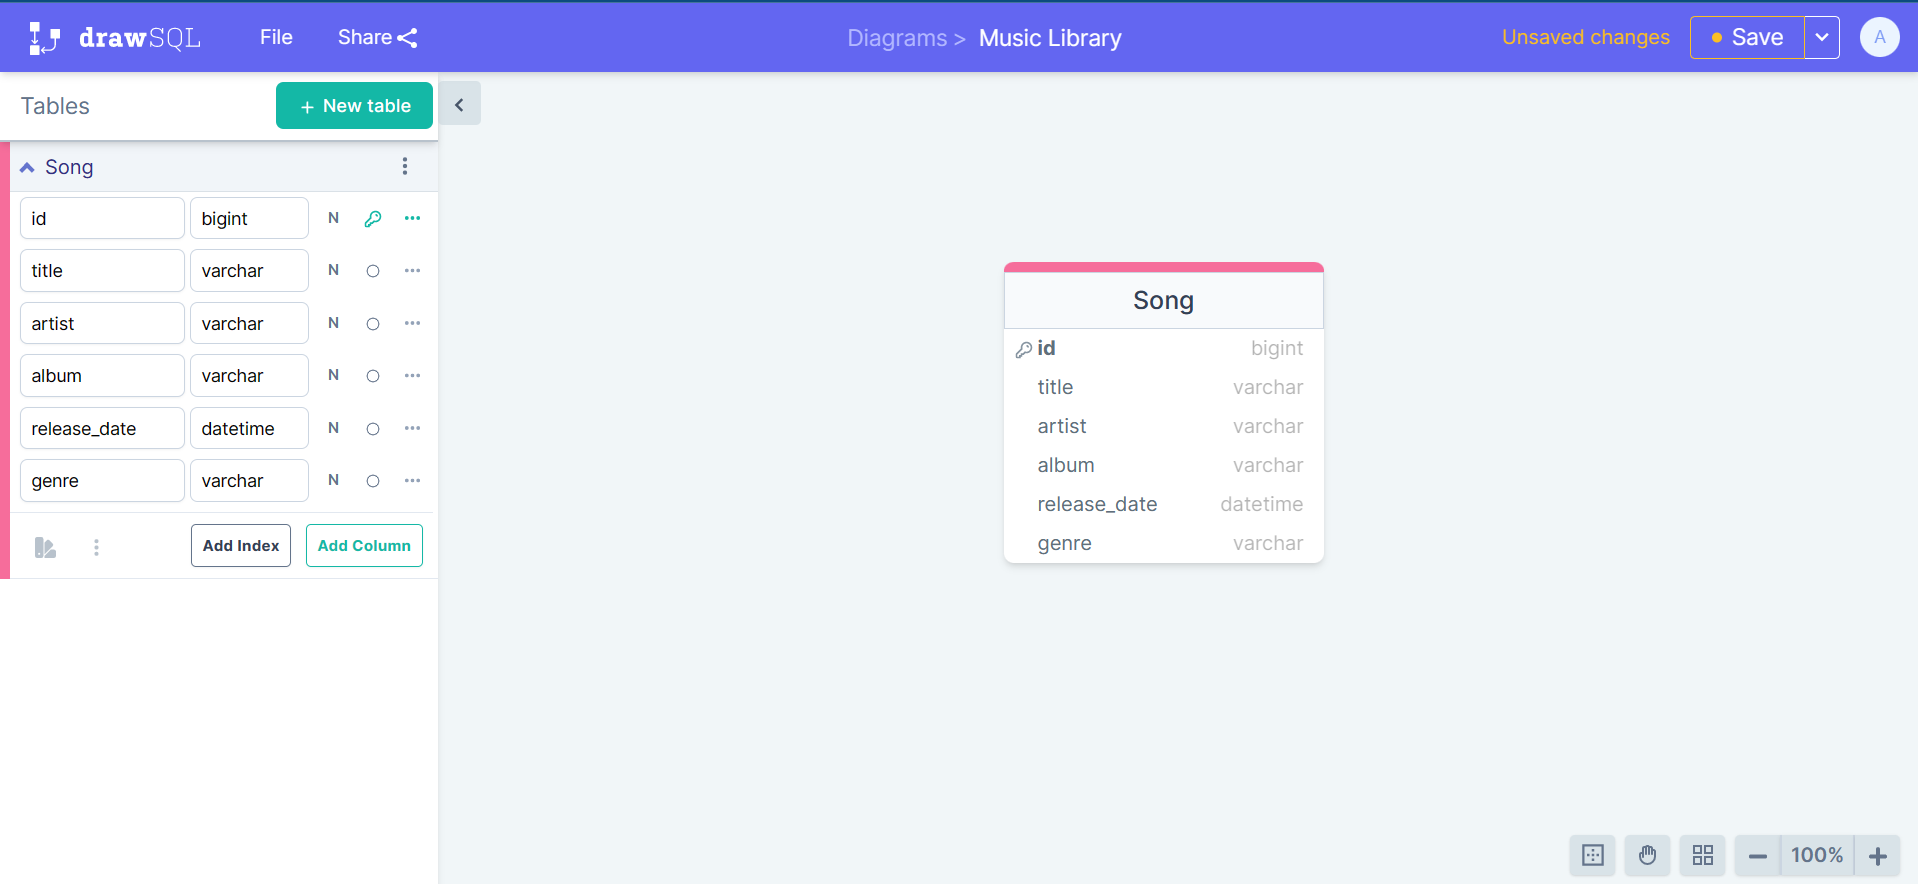 drawSQL File Share Diagrams > Music Library Unsaved changes Save A
Tables + New table
Song
id bigint N
title varchar N
artist varchar N
album varchar N
release_date datetime N
genre varchar N
Add Index Add Column
Song
id bigint
title varchar
artist varchar
album varchar
release_date datetime
genre varchar
100%